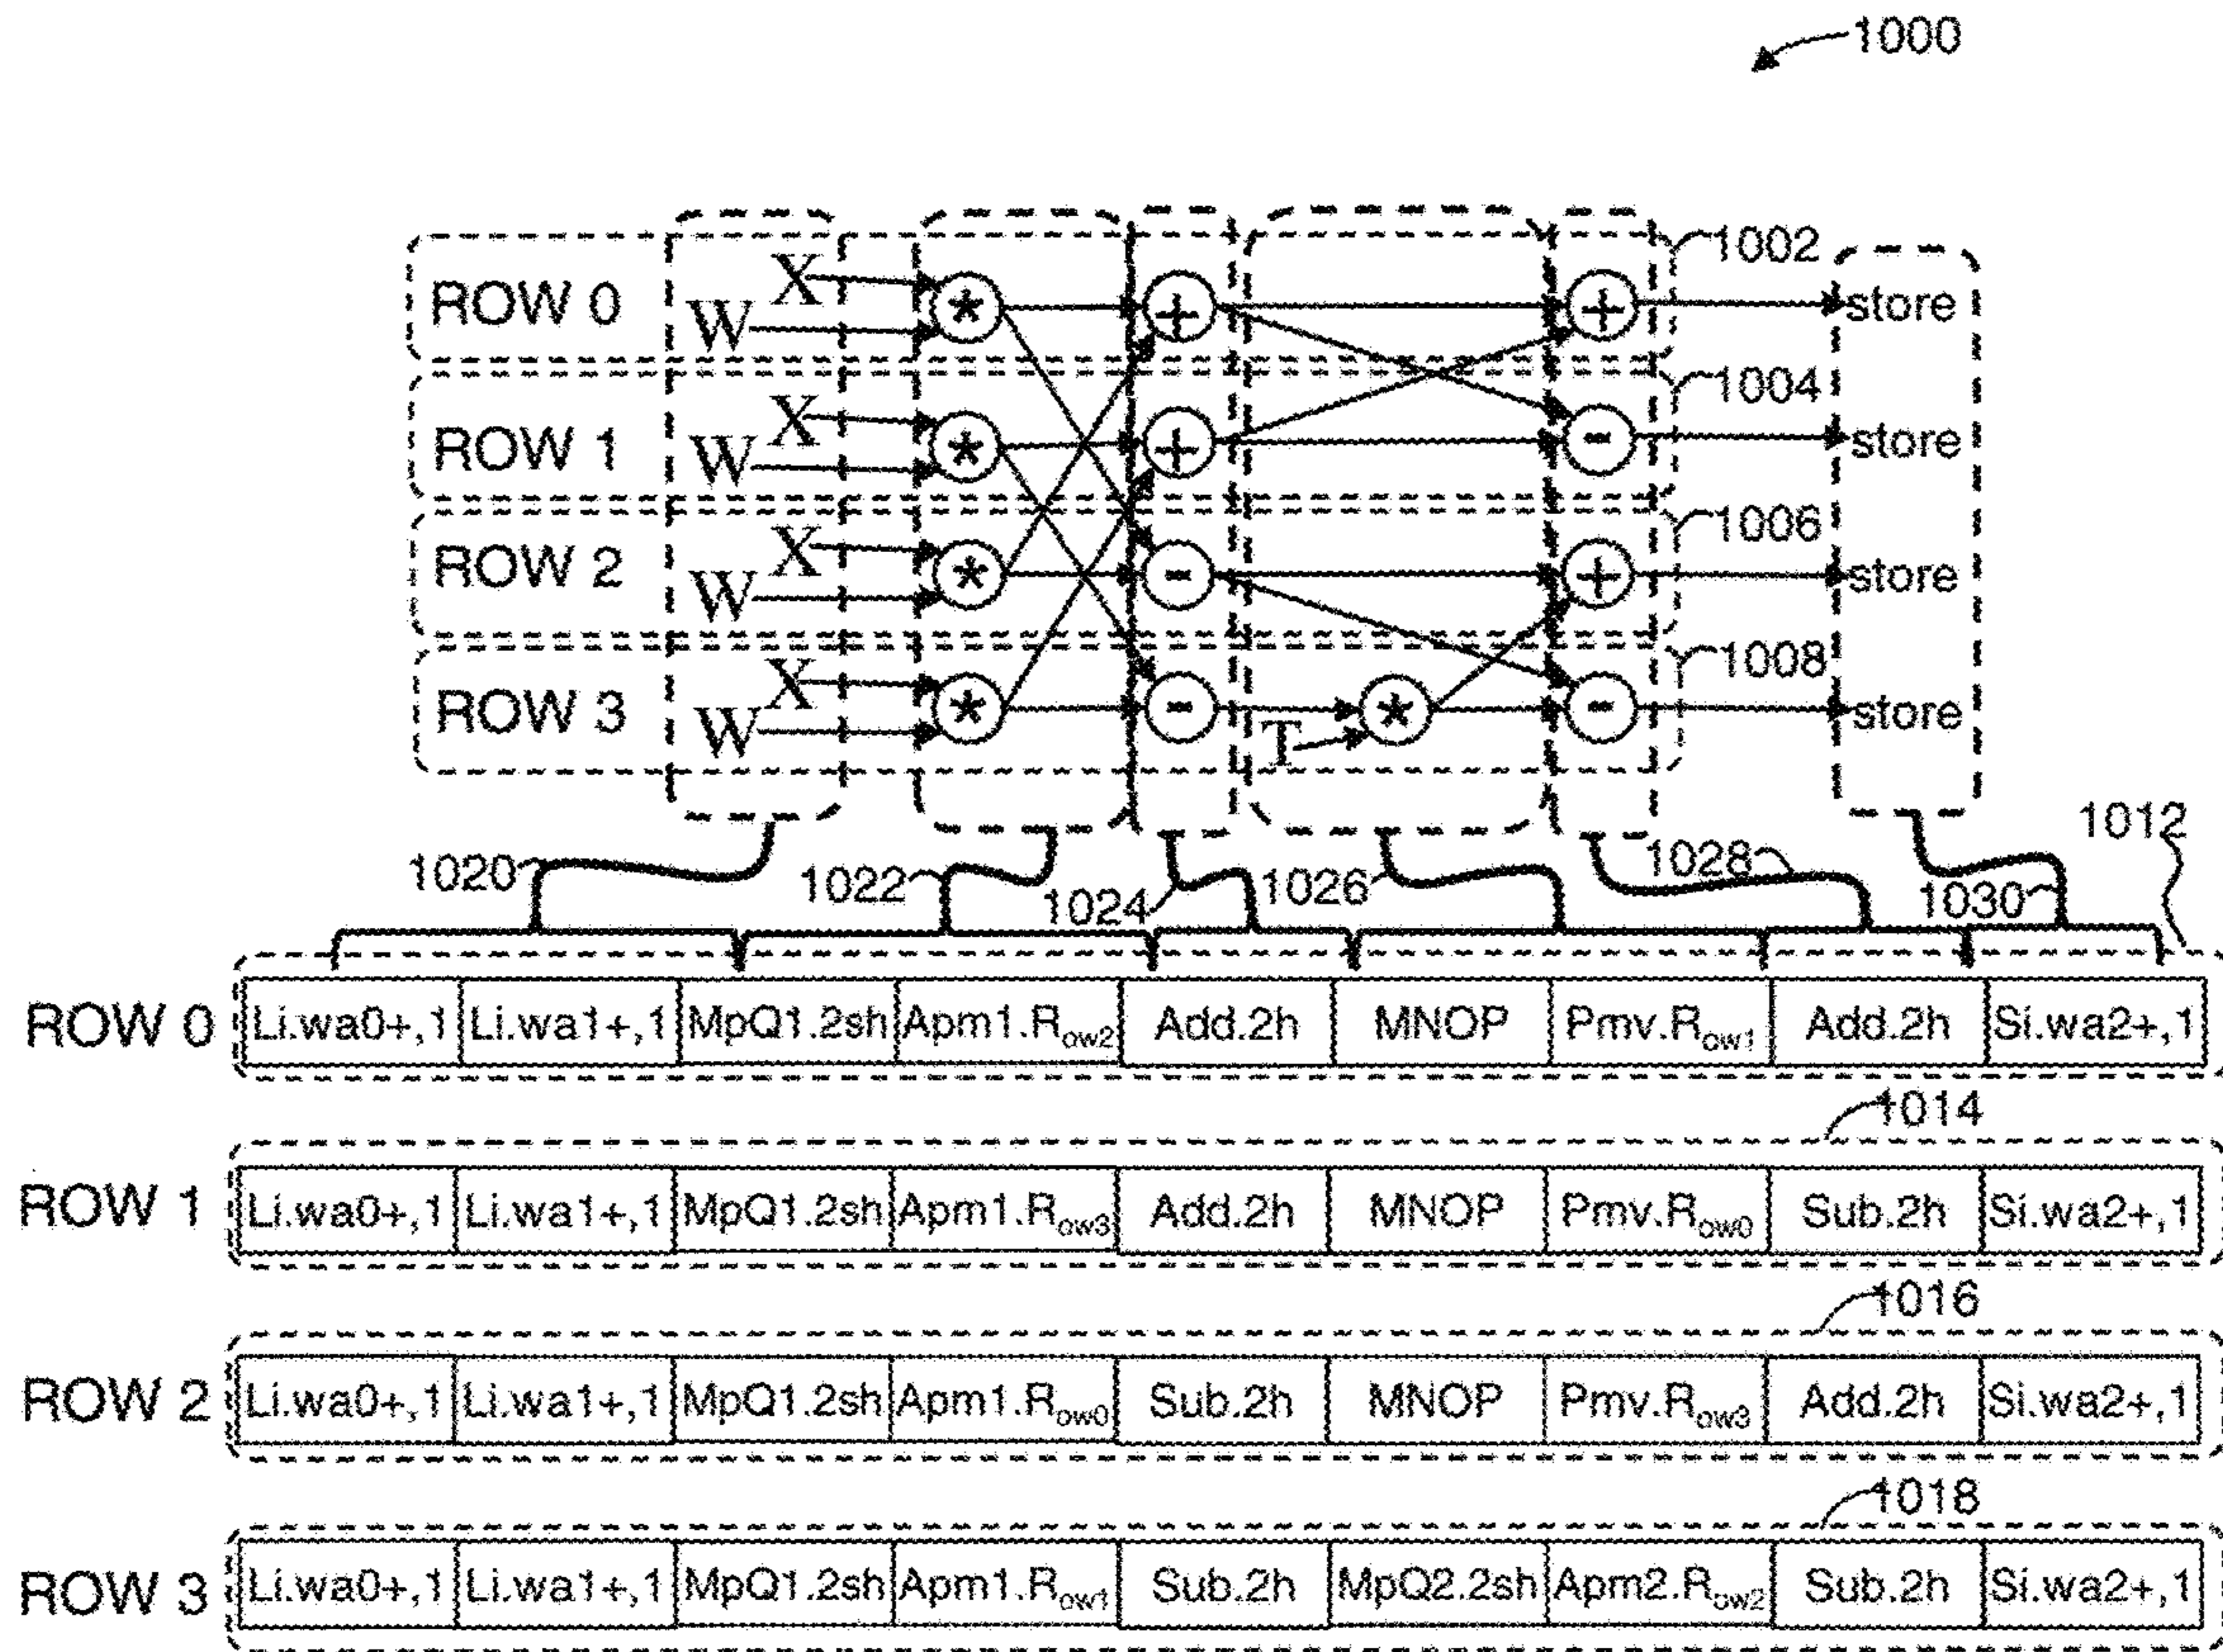 1000
1002
ROW 0 X W * + + store
1004
ROW 1 X W * + - store
1006
ROW 2 X W * - + store
1008
ROW 3 X W * - T * - store
1012
1020 1022 1024 1026 1028 1030
ROW 0 Li.wa0+,1 Li.wa1+,1 MpQ1.2sh Apm1.Row2 Add.2h MNOP Pmv.Row1 Add.2h Si.wa2+,1
1014
ROW 1 Li.wa0+,1 Li.wa1+,1 MpQ1.2sh Apm1.Row3 Add.2h MNOP Pmv.Row0 Sub.2h Si.wa2+,1
1016
ROW 2 Li.wa0+,1 Li.wa1+,1 MpQ1.2sh Apm1.Row0 Sub.2h MNOP Pmv.Row3 Add.2h Si.wa2+,1
1018
ROW 3 Li.wa0+,1 Li.wa1+,1 MpQ1.2sh Apm1.Row1 Sub.2h MpQ2.2sh Apm2.Row2 Sub.2h Si.wa2+,1